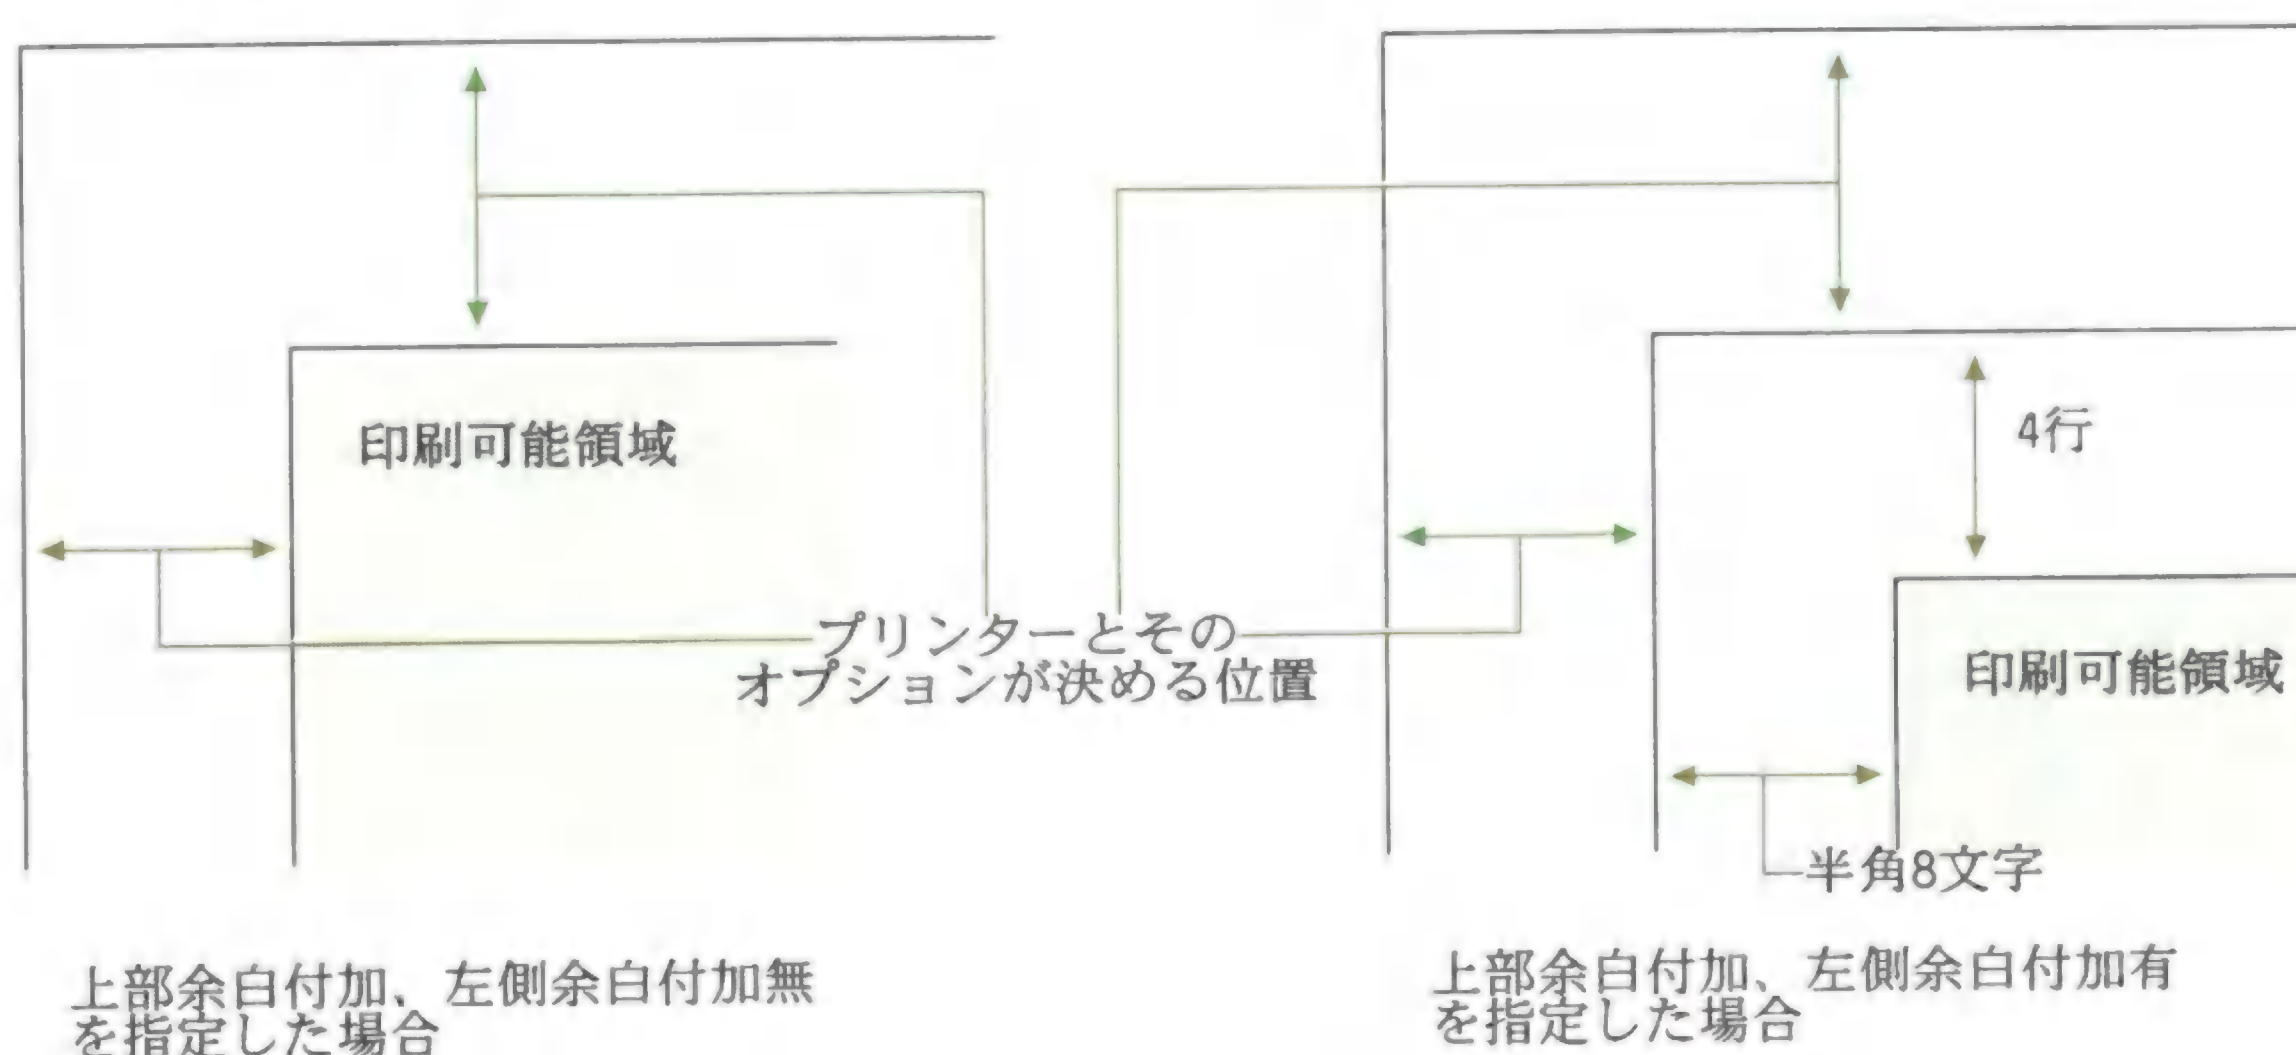 印刷可能領域
4行
プリンターとその
オプションが決める位置
印刷可能領域
半角8文字
上部余白付加、左側余白付加無
を指定した場合
上部余白付加、左側余白付加有
を指定した場合